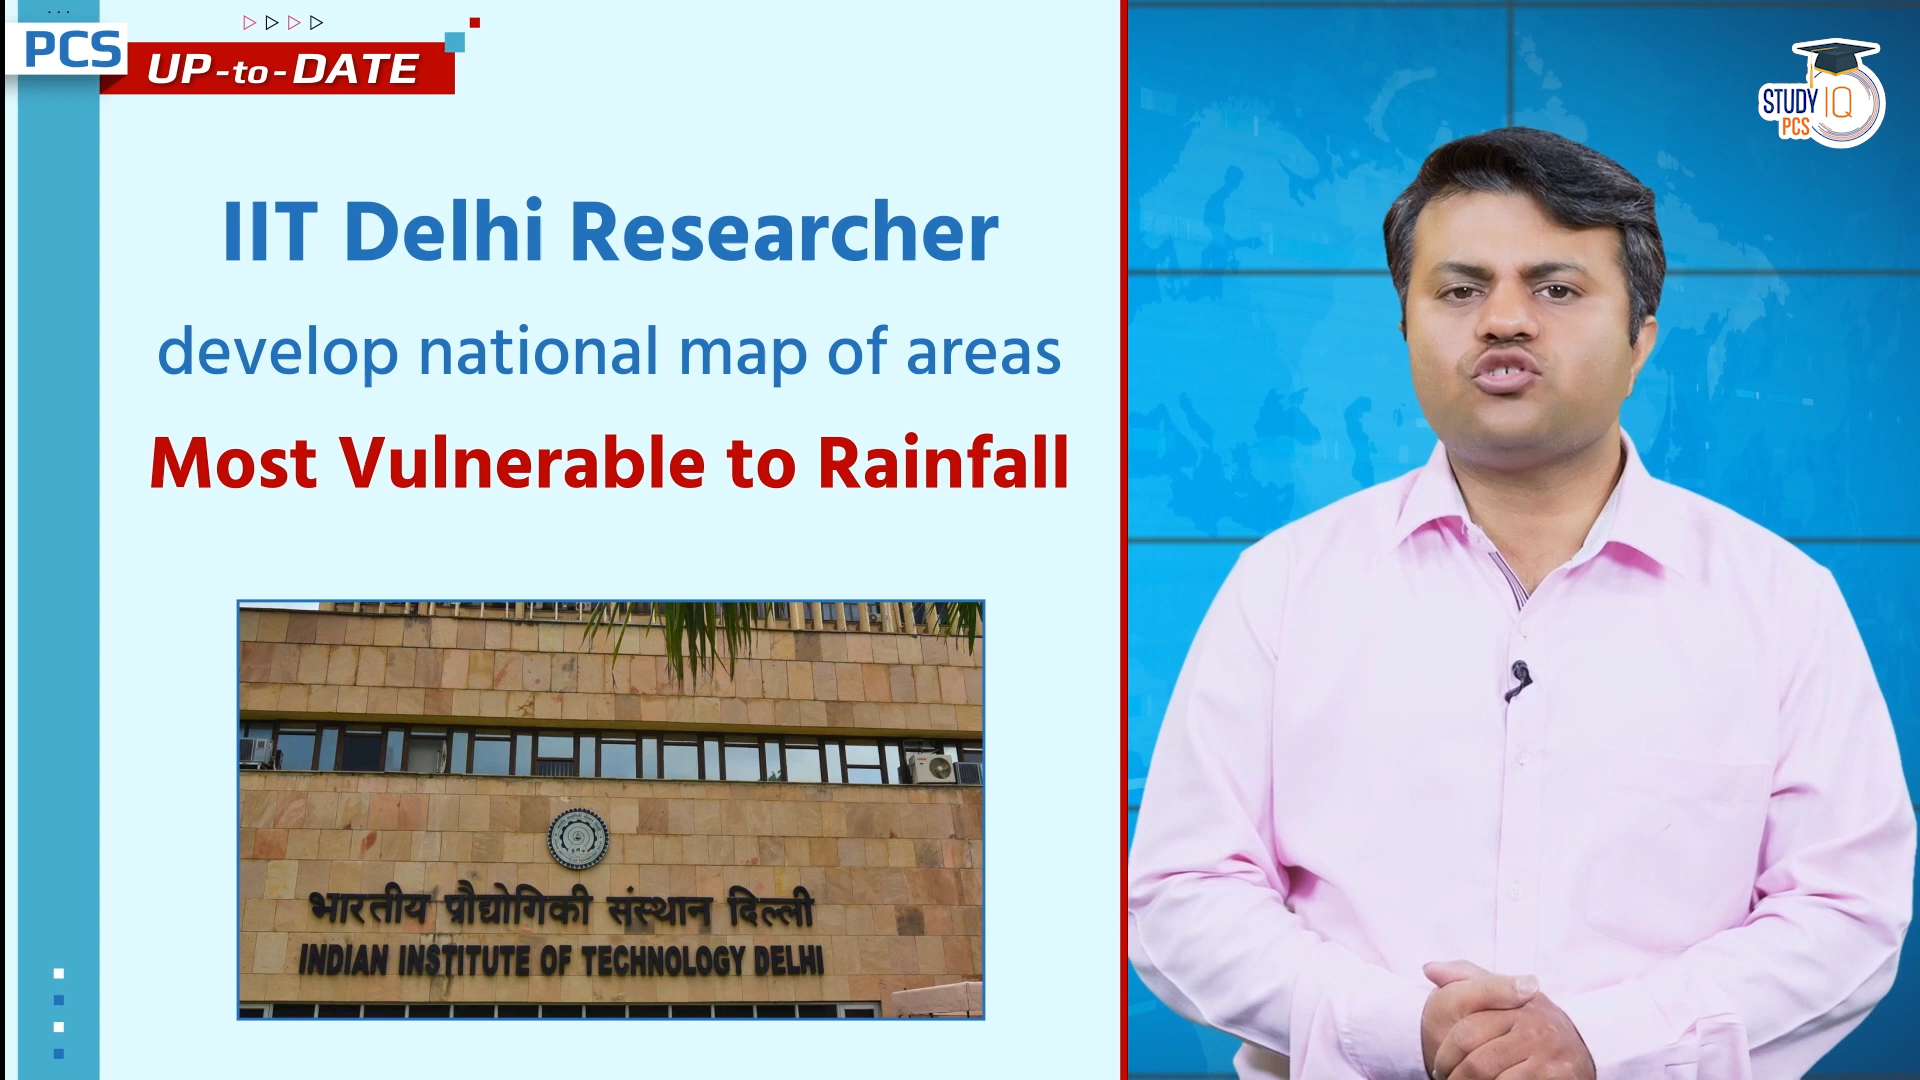 PCS
UP-to-DATE
STUDY IQ
PCS
IIT Delhi Researcher
develop national map of areas
Most Vulnerable to Rainfall
भारतीय प्रौद्योगिकी संस्थान दिल्ली
INDIAN INSTITUTE OF TECHNOLOGY DELHI